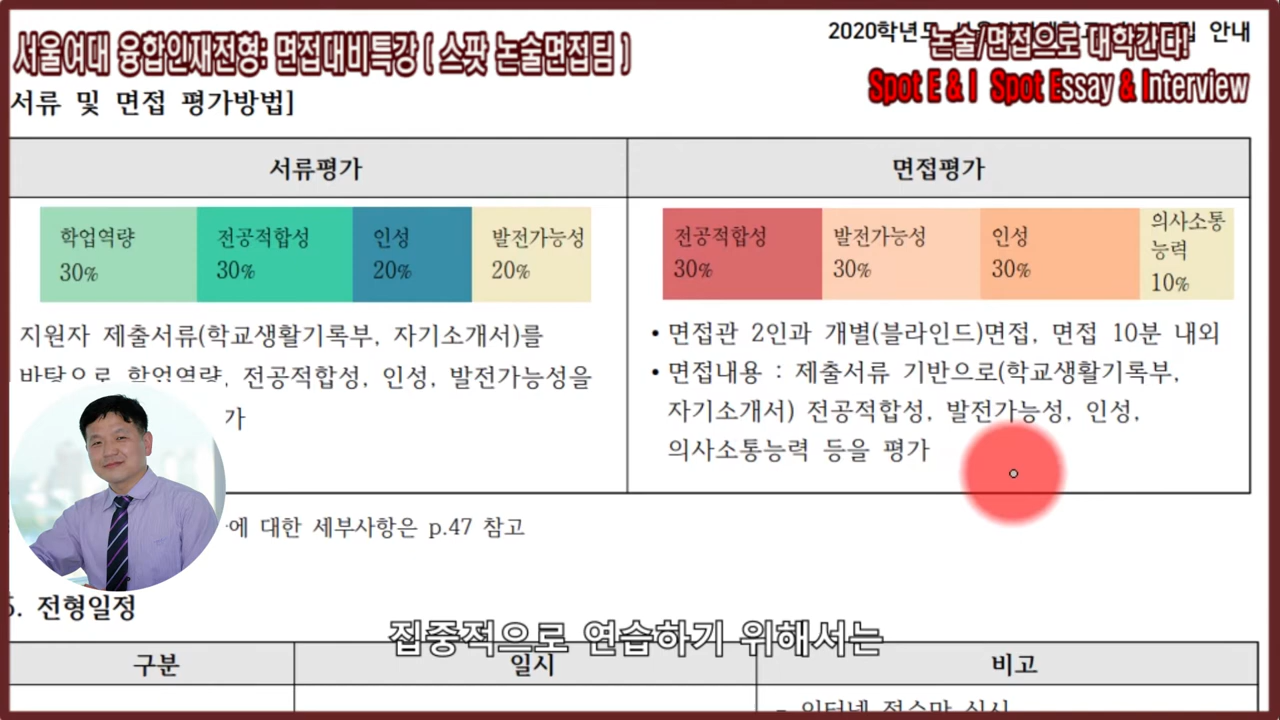 서울여대 융합인재전형: 면접대비특강 ( 스팟 논술면접팀 )
2020학년도 안내
논술/면접으로 대학간다!
Spot E & I Spot Essay & Interview
서류 및 면접 평가방법]
서류평가
면접평가
학업역량
30%
전공적합성
30%
인성
20%
발전가능성
20%
전공적합성
30%
발전가능성
30%
인성
30%
의사소통
능력
10%
지원자 제출서류(학교생활기록부, 자기소개서)를
바탕으로 학업역량, 전공적합성, 인성, 발전가능성을
가
• 면접관 2인과 개별(블라인드)면접, 면접 10분 내외
• 면접내용 : 제출서류 기반으로(학교생활기록부,
자기소개서) 전공적합성, 발전가능성, 인성,
의사소통능력 등을 평가
에 대한 세부사항은 p.47 참고
5. 전형일정
집중적으로 연습하기 위해서는
구분
일시
비고
- 인터넷 접수만 실시